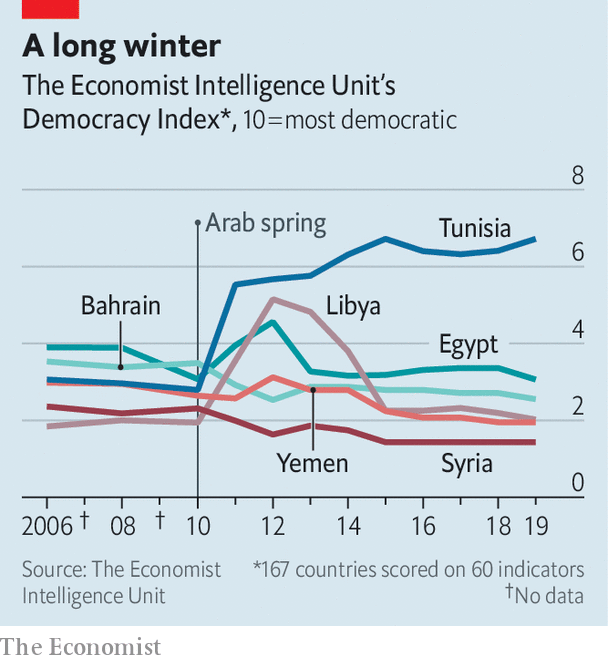 A long winter
The Economist Intelligence Unit's
Democracy Index*, 10=most democratic
8
Arab spring
Tunisia
6
Bahrain
Libya
4
Egypt
2
Yemen
Syria
0
2006 † 08 † 10 12 14 16 18 19
Source: The Economist
Intelligence Unit
*167 countries scored on 60 indicators
†No data
The Economist